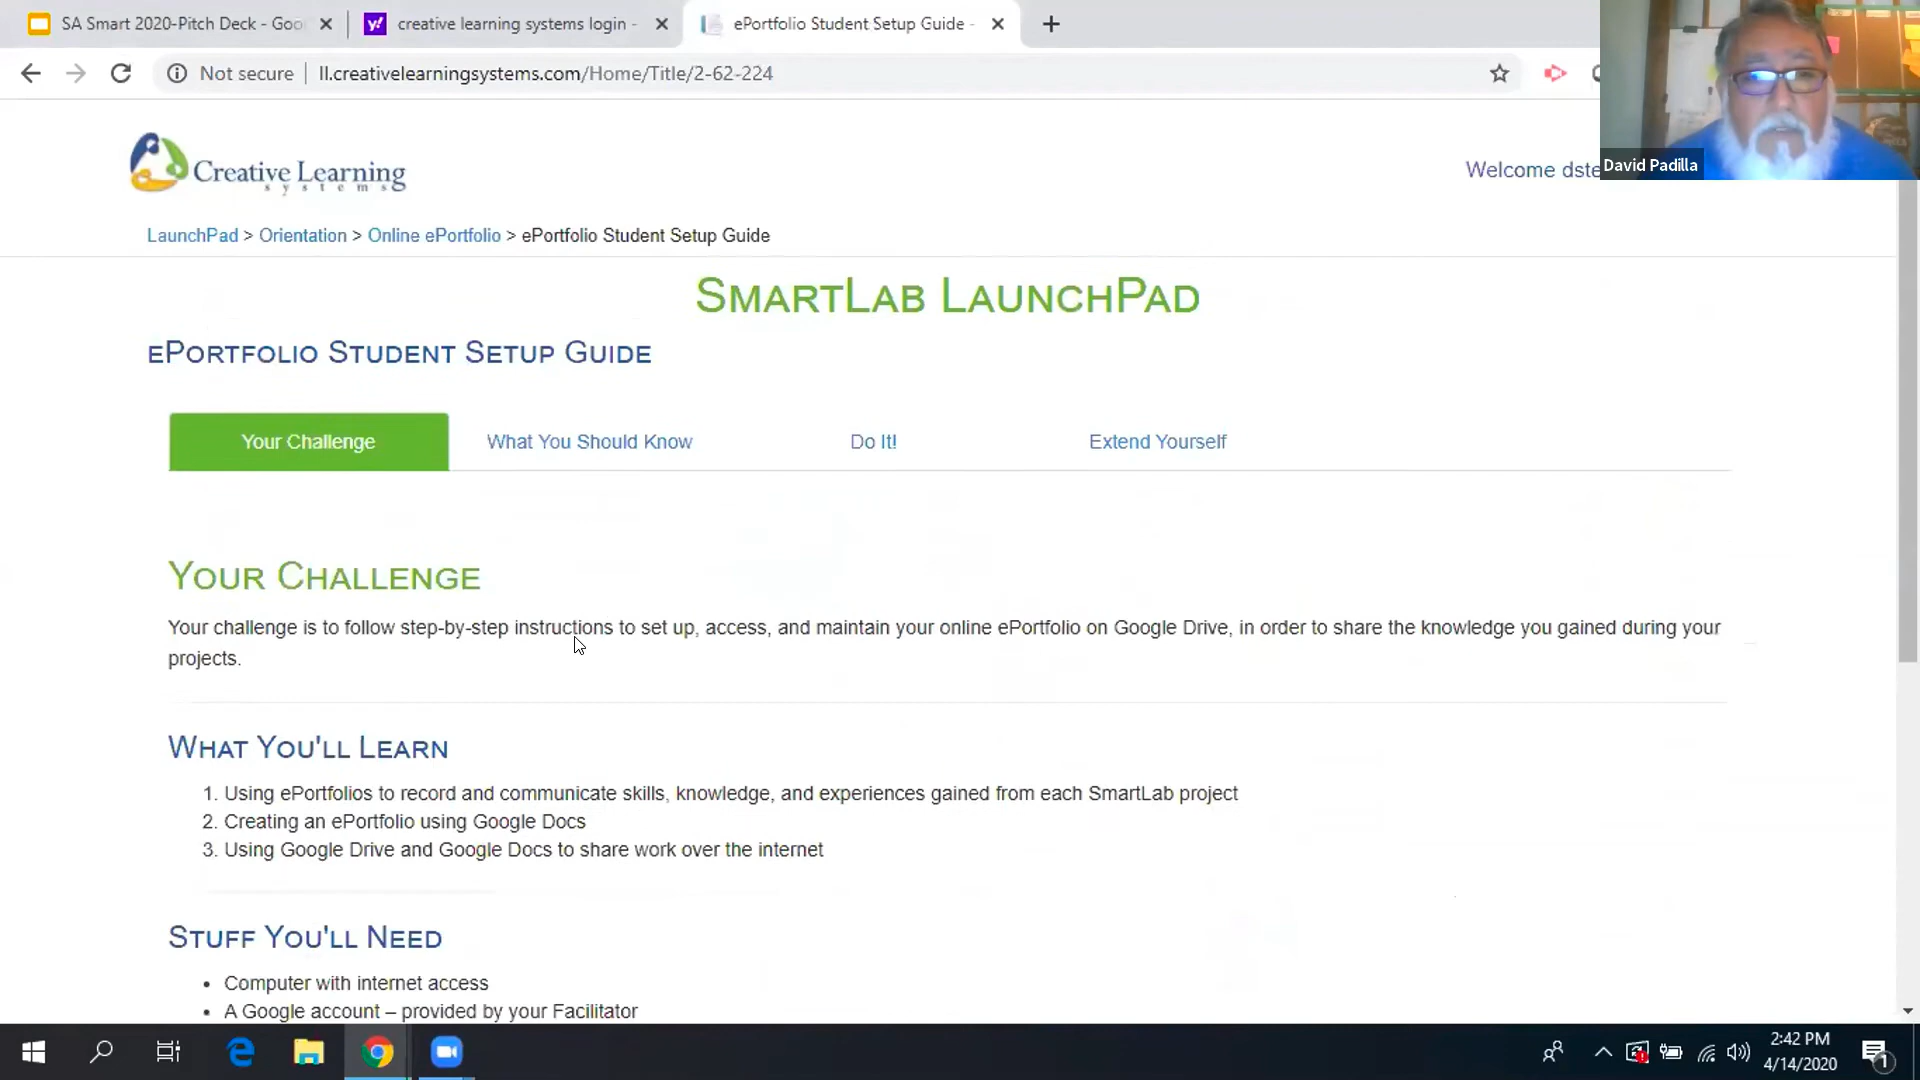 SA Smart 2020-Pitch Deck - Goo
creative learning systems login -
ePortfolio Student Setup Guide -
Not secure
ll.creativelearningsystems.com/Home/Title/2-62-224
Creative Learning
systems
Welcome dste
David Padilla
LaunchPad > Orientation > Online ePortfolio > ePortfolio Student Setup Guide
SmartLab LaunchPad
ePortfolio Student Setup Guide
Your Challenge
What You Should Know
Do It!
Extend Yourself
Your Challenge
Your challenge is to follow step-by-step instructions to set up, access, and maintain your online ePortfolio on Google Drive, in order to share the knowledge you gained during your
projects.
What You'll Learn
1. Using ePortfolios to record and communicate skills, knowledge, and experiences gained from each SmartLab project
2. Creating an ePortfolio using Google Docs
3. Using Google Drive and Google Docs to share work over the internet
Stuff You'll Need
• Computer with internet access
• A Google account – provided by your Facilitator
2:42 PM
4/14/2020
1